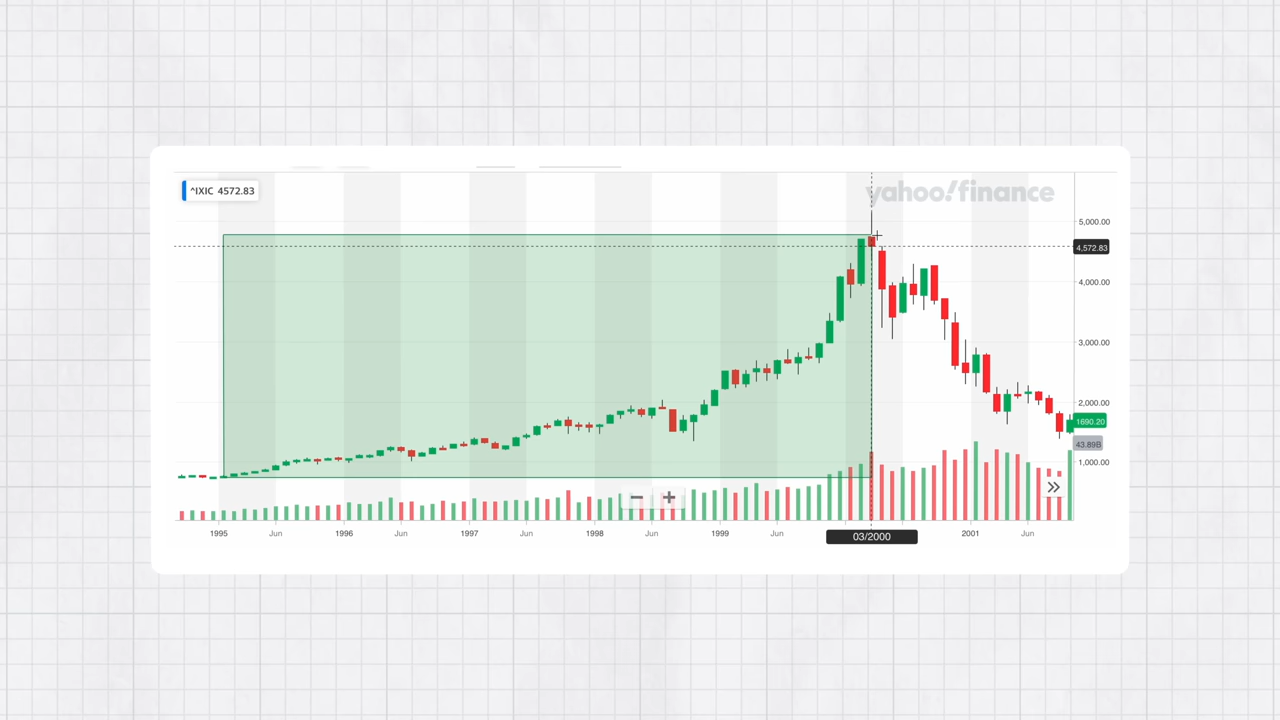 ^IXIC 4572.83
yahoo!finance
5,000.00
4,572.83
4,000.00
3,000.00
2,000.00
1690.20
43.89B
1,000.00
1995 Jun 1996 Jun 1997 Jun 1998 Jun 1999 Jun 03/2000 2001 Jun